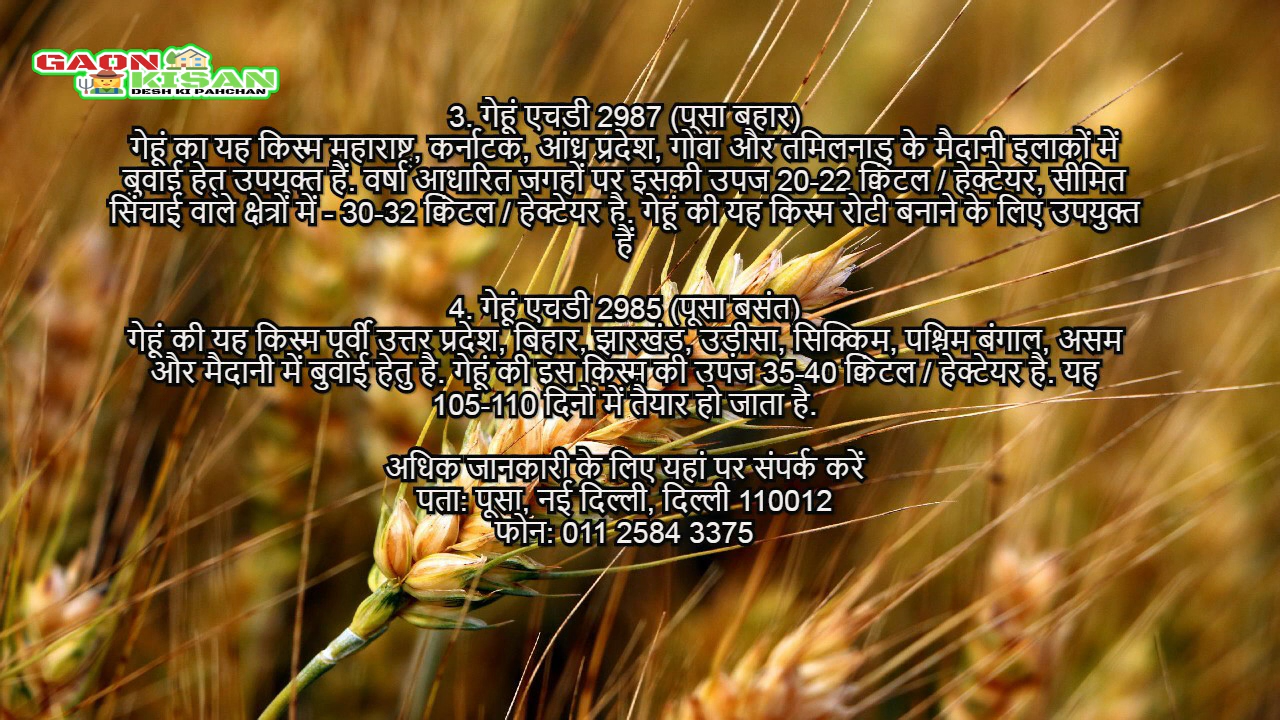 GAON
KISAN
DESH KI PAHCHAN
3. गेहूं एचडी 2987 (पूसा बहार)
गेहूं का यह किस्म महाराष्ट्र, कर्नाटक, आंध्र प्रदेश, गोवा और तमिलनाडु के मैदानी इलाकों में
बुवाई हेतु उपयुक्त हैं. वर्षा आधारित जगहों पर इसकी उपज 20-22 क्विंटल / हेक्टेयर, सीमित
सिंचाई वाले क्षेत्रों में – 30-32 क्विंटल / हेक्टेयर है. गेहूं की यह किस्म रोटी बनाने के लिए उपयुक्त
हैं
4. गेहूं एचडी 2985 (पूसा बसंत)
गेहूं की यह किस्म पूर्वी उत्तर प्रदेश, बिहार, झारखंड, उड़ीसा, सिक्किम, पश्चिम बंगाल, असम
और मैदानी में बुवाई हेतु है. गेहूं की इस किस्म की उपज 35-40 क्विंटल / हेक्टेयर है. यह
105-110 दिनों में तैयार हो जाता है.
अधिक जानकारी के लिए यहां पर संपर्क करें
पता: पूसा, नई दिल्ली, दिल्ली 110012
फोन: 011 2584 3375